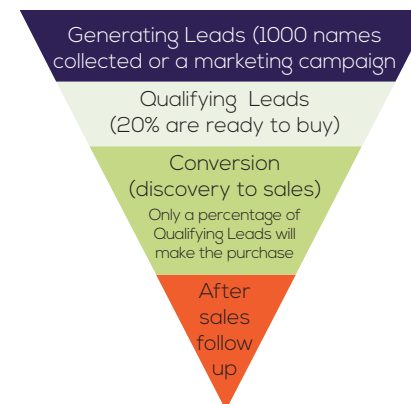 Generating Leads (1000 names
collected or a marketing campaign
Qualifying Leads
(20% are ready to buy)
Conversion
(discovery to sales)
Only a percentage of
Qualifying Leads will
make the purchase
After
sales
follow
up